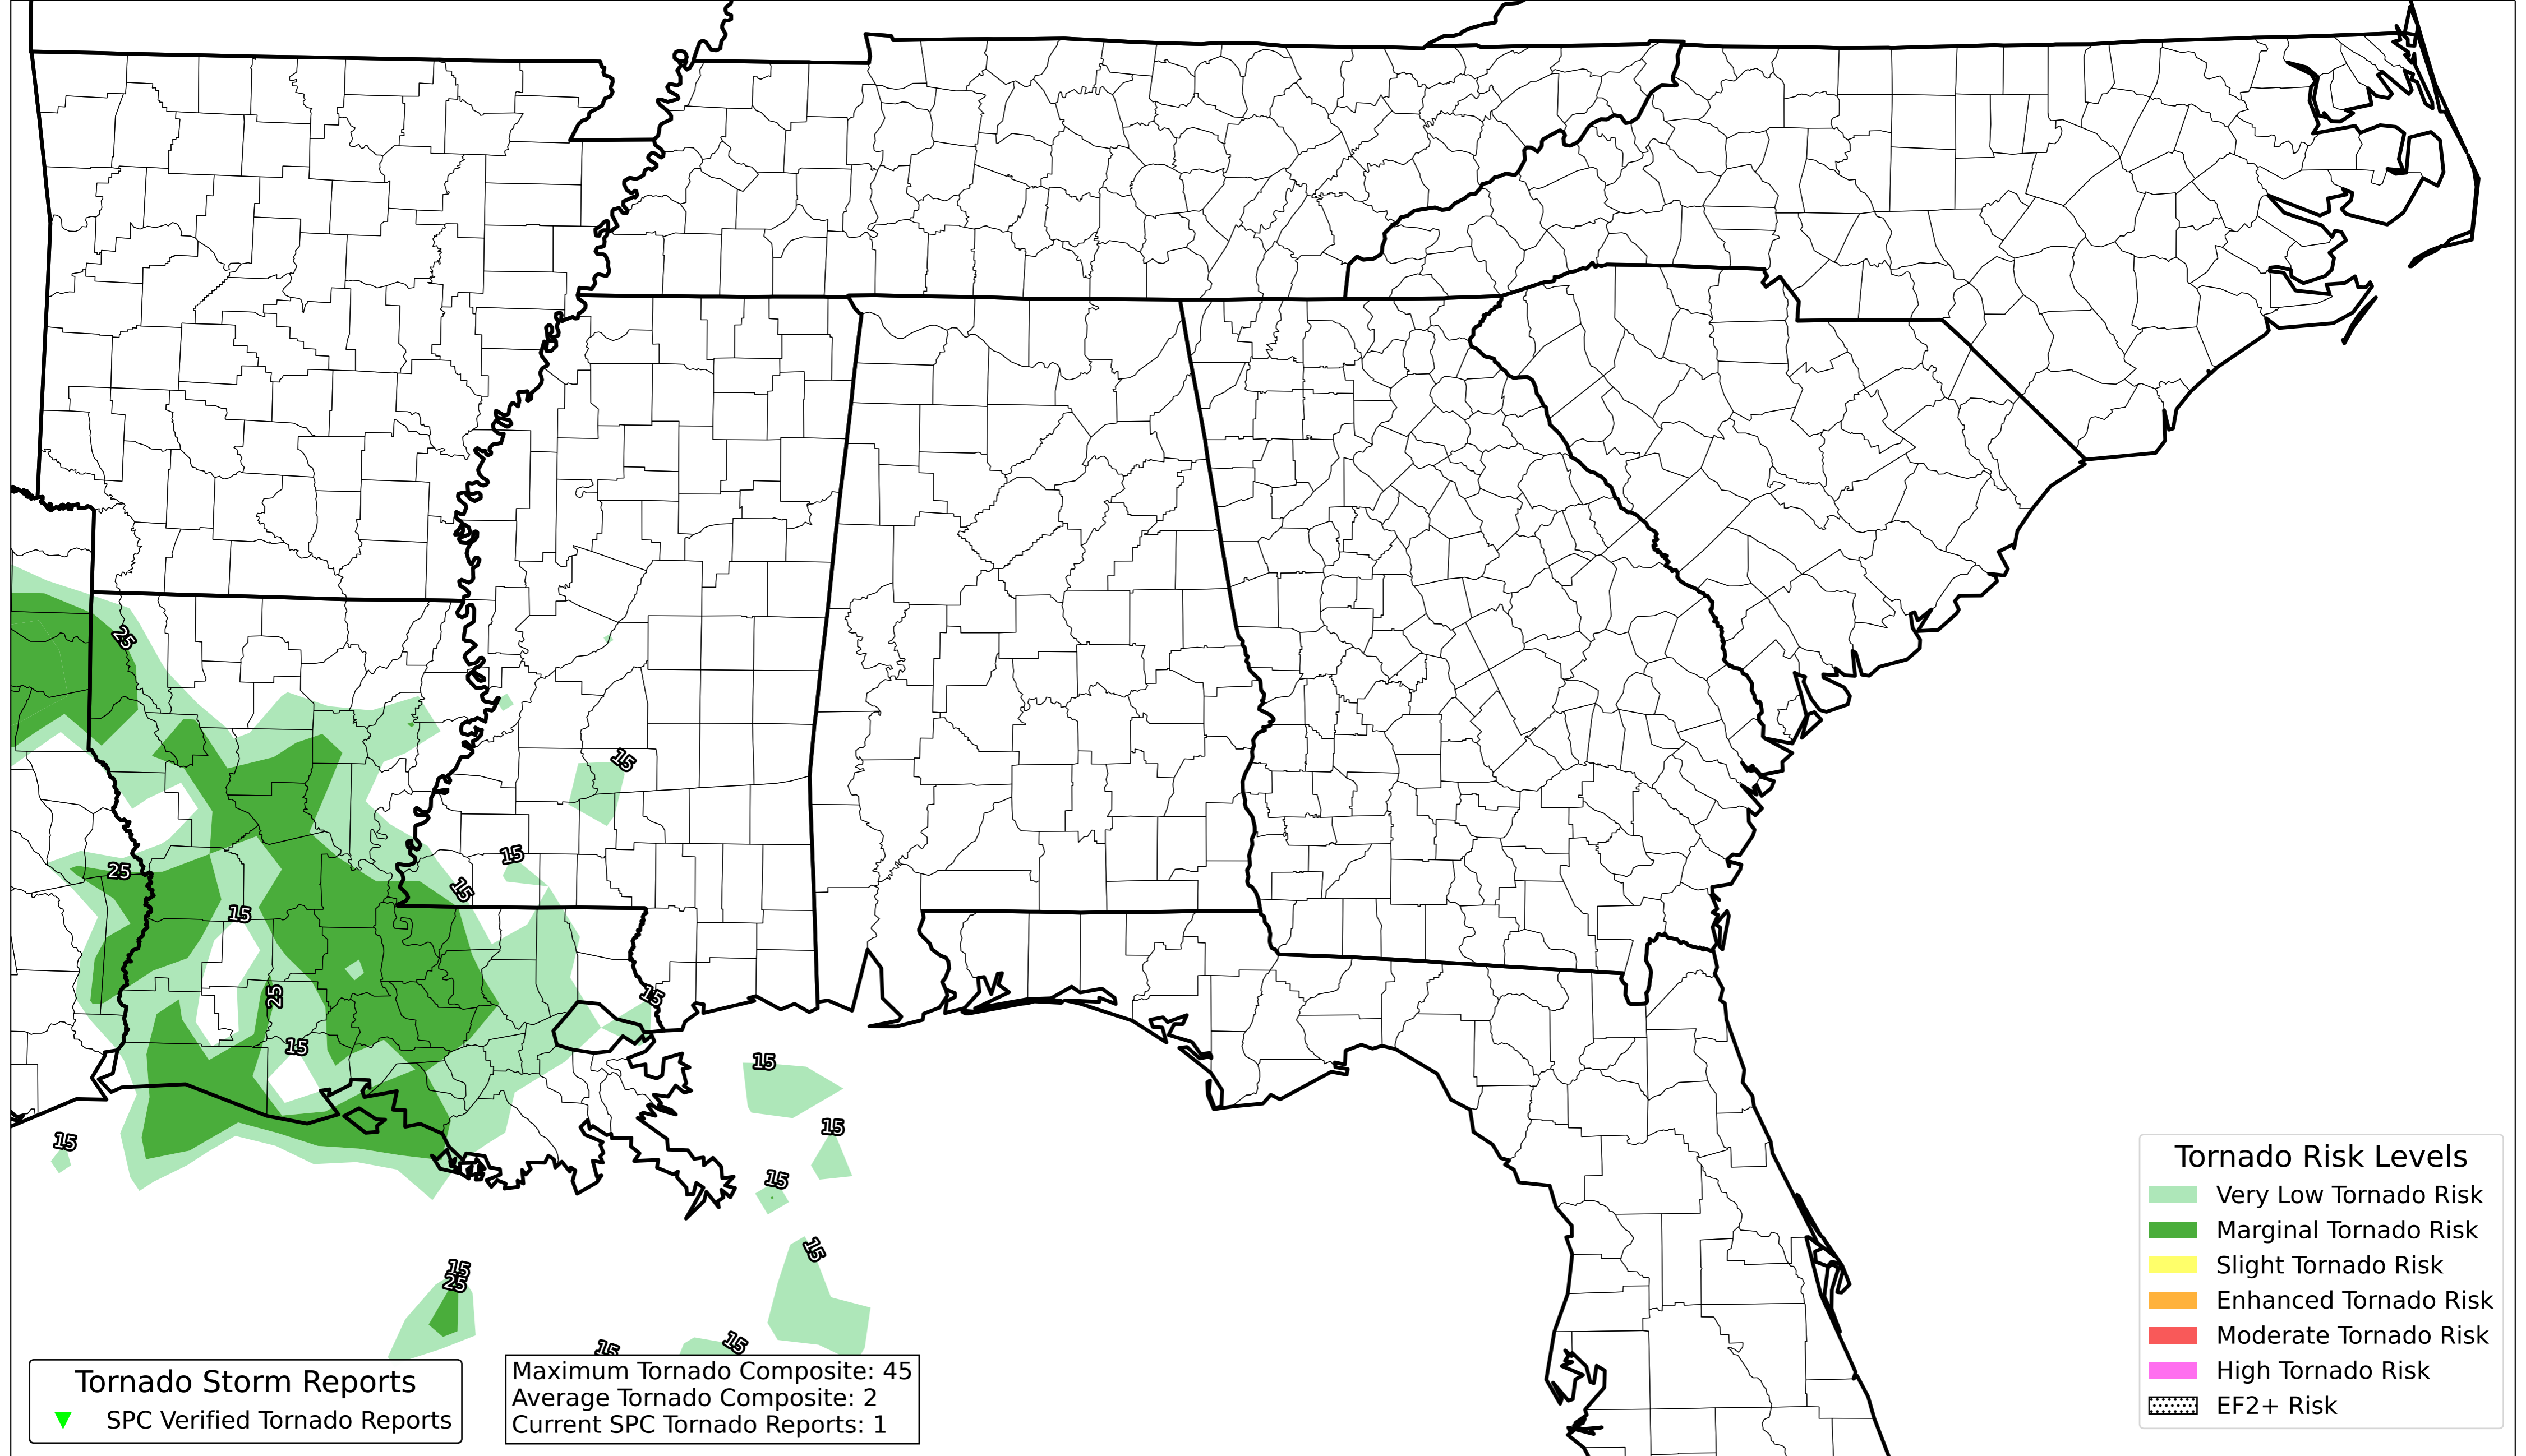 25
15
25
15
15
15
15
25
15
15
15
15
15
15
15
25
15
15
Tornado Storm Reports
SPC Verified Tornado Reports
Maximum Tornado Composite: 45
Average Tornado Composite: 2
Current SPC Tornado Reports: 1
Tornado Risk Levels
Very Low Tornado Risk
Marginal Tornado Risk
Slight Tornado Risk
Enhanced Tornado Risk
Moderate Tornado Risk
High Tornado Risk
EF2+ Risk